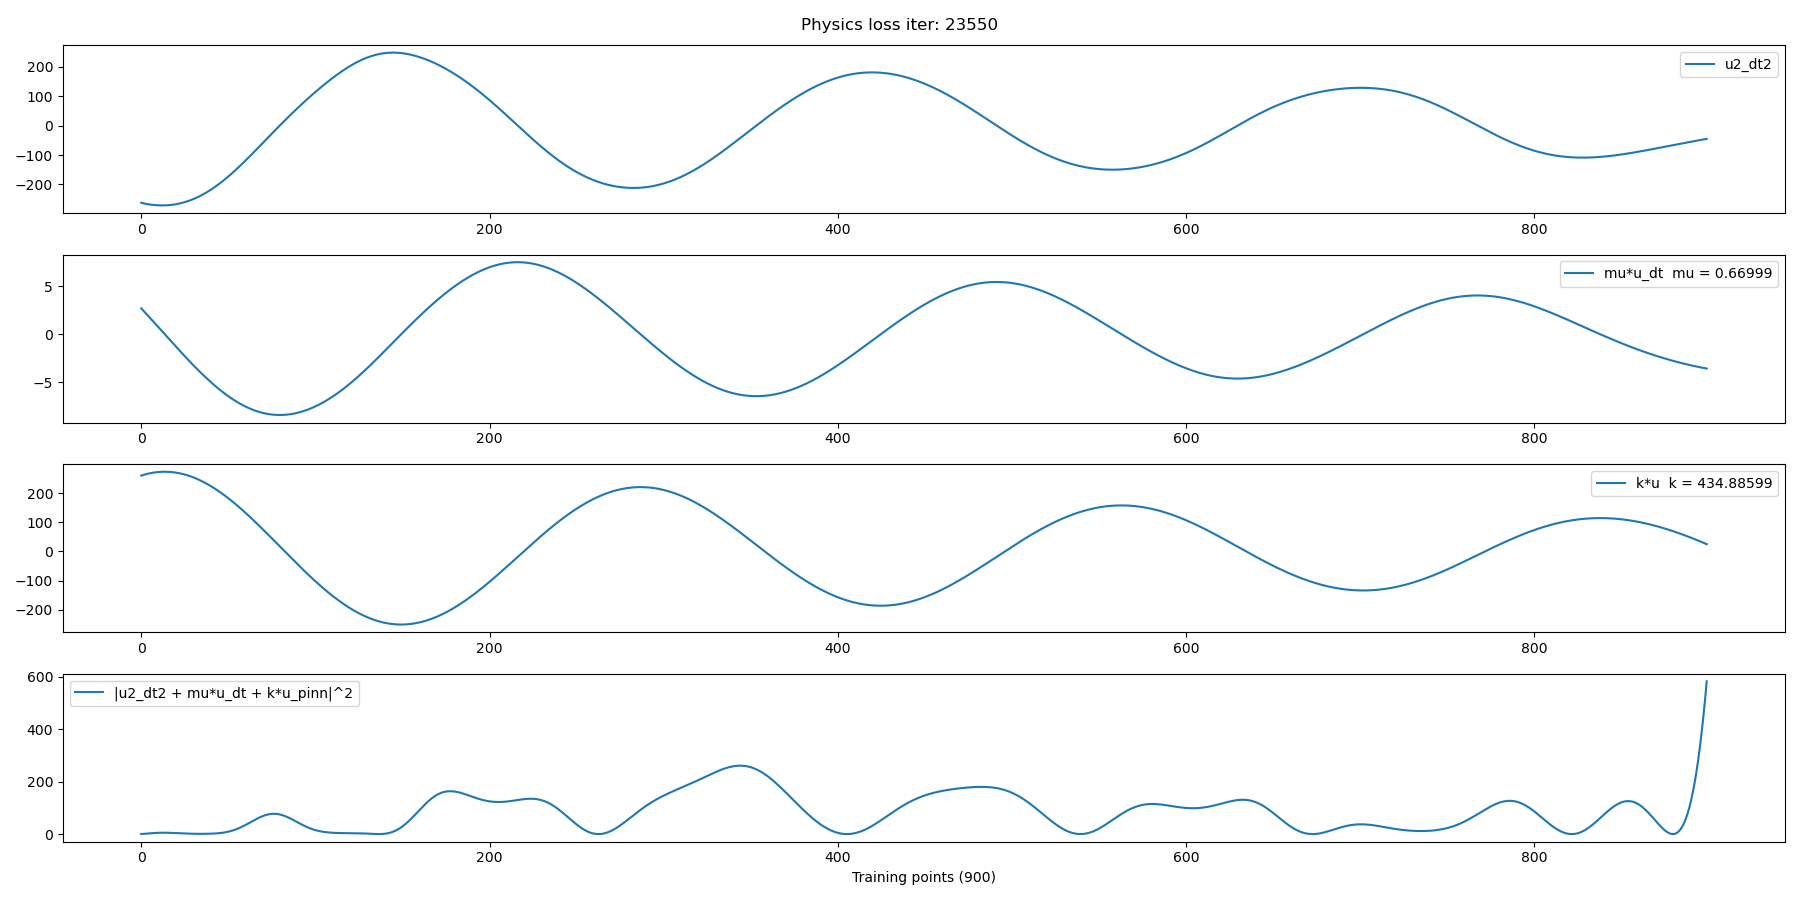 Physics loss iter: 23550
200
100
0
−100
−200
u2_dt2
0 200 400 600 800
5
0
−5
mu*u_dt  mu = 0.66999
0 200 400 600 800
200
100
0
−100
−200
k*u  k = 434.88599
0 200 400 600 800
600
400
200
0
|u2_dt2 + mu*u_dt + k*u_pinn|^2
0 200 400 600 800
Training points (900)